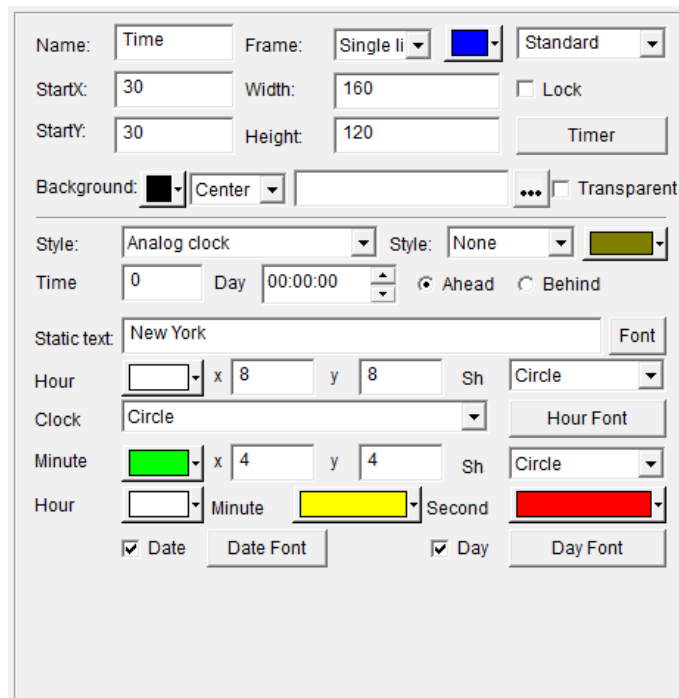 Name: Time Frame: Single li Standard
StartX: 30 Width: 160 Lock
StartY: 30 Height: 120 Timer
Background: Center ... Transparent
Style: Analog clock Style: None
Time 0 Day 00:00:00 Ahead Behind
Static text: New York Font
Hour x 8 y 8 Sh Circle
Clock Circle Hour Font
Minute x 4 y 4 Sh Circle
Hour Minute Second
Date Date Font Day Day Font